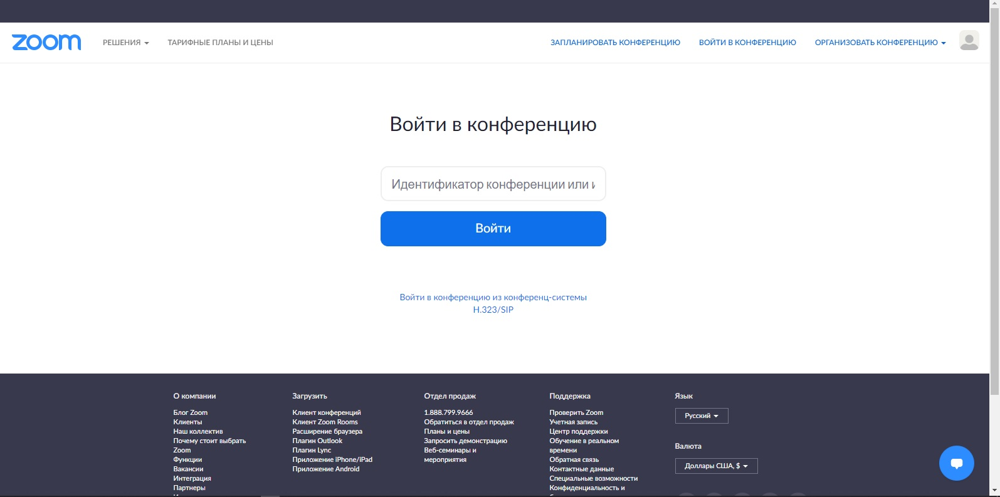 zoom
РЕШЕНИЯ
ТАРИФНЫЕ ПЛАНЫ И ЦЕНЫ
ЗАПЛАНИРОВАТЬ КОНФЕРЕНЦИЮ
ВОЙТИ В КОНФЕРЕНЦИЮ
ОРГАНИЗОВАТЬ КОНФЕРЕНЦИЮ
Войти в конференцию
Идентификатор конференции или
Войти
Войти в конференцию из конференц-системы
H.323/SIP
О компании
Блог Zoom
Клиенты
Наш коллектив
Почему стоит выбрать
Zoom
Функции
Вакансии
Интеграция
Партнеры
Загрузить
Клиент конференций
Клиент Zoom Rooms
Расширение браузера
Плагин Outlook
Плагин Lync
Приложение iPhone/iPad
Приложение Android
Отдел продаж
1.888.799.9666
Обратиться в отдел продаж
Планы и цены
Запросить демонстрацию
Веб-семинары и
мероприятия
Поддержка
Проверить Zoom
Учетная запись
Центр поддержки
Обучение в реальном
времени
Обратная связь
Контактные данные
Специальные возможности
Конфиденциальность и
Язык
Русский
Валюта
Доллары США, $